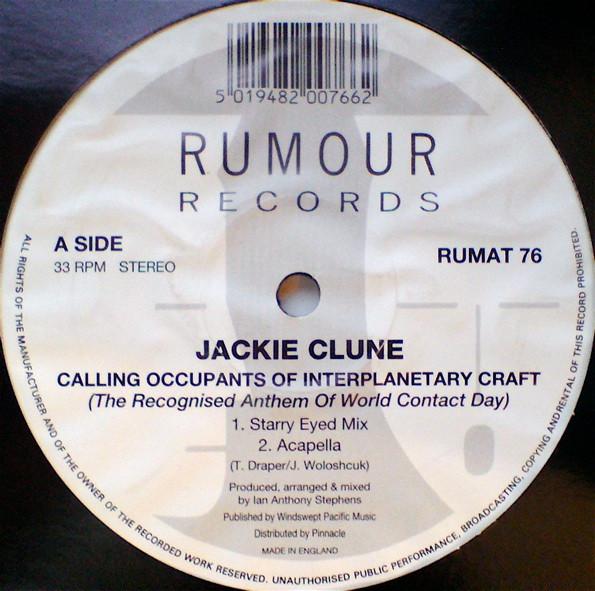 5 019482 007662
RUMOUR
RECORDS
A SIDE
33 RPM STEREO
RUMAT 76
JACKIE CLUNE
CALLING OCCUPANTS OF INTERPLANETARY CRAFT
(The Recognised Anthem Of World Contact Day)
1. Starry Eyed Mix
2. Acapella
(T. Draper/J. Woloshcuk)
Produced, arranged & mixed
by Ian Anthony Stephens
Published by Windswept Pacific Music
Distributed by Pinnacle
MADE IN ENGLAND
ALL RIGHTS OF THE MANUFACTURER AND OF THE OWNER OF THE RECORDED WORK RESERVED. UNAUTHORISED PUBLIC PERFORMANCE, BROADCASTING, COPYING AND RENTAL OF THIS RECORD PROHIBITED.